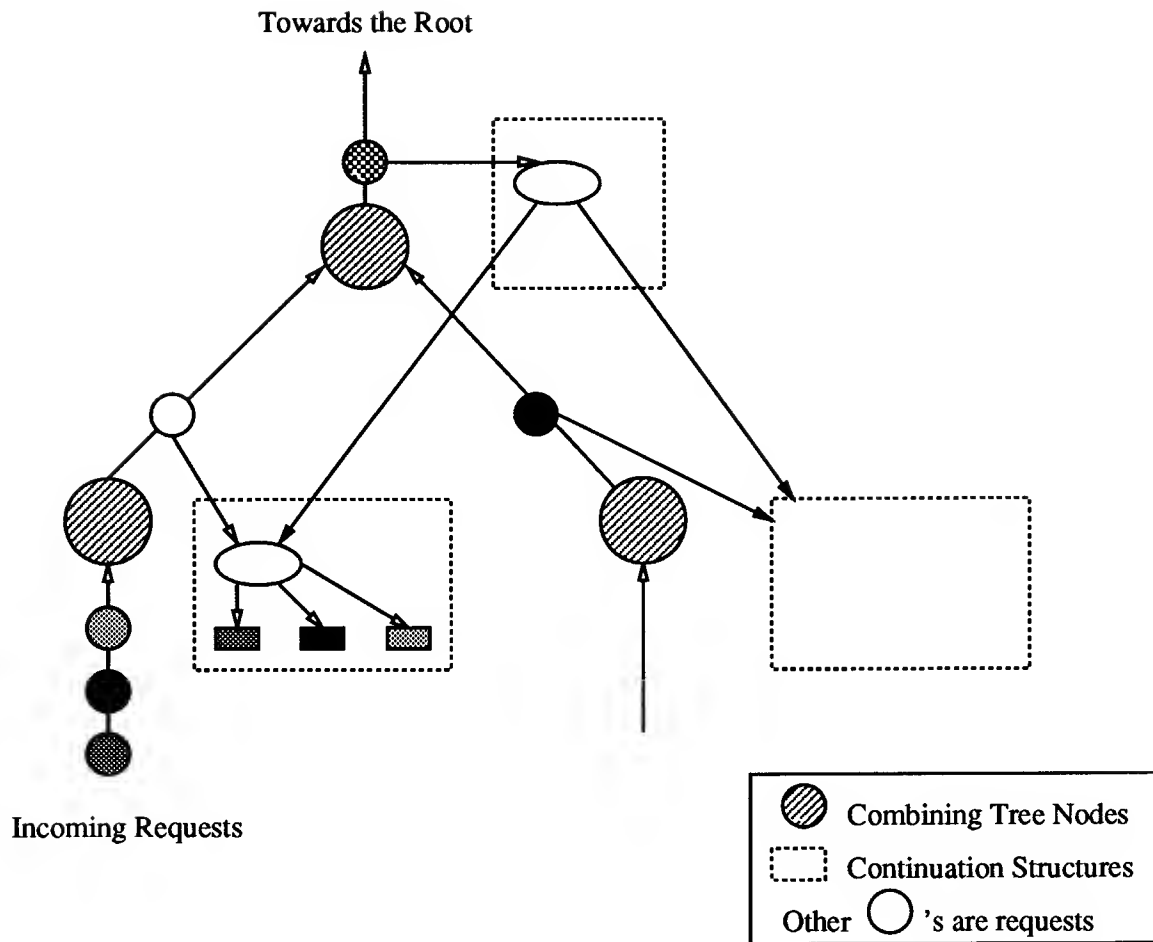 Towards the Root
Incoming Requests
Combining Tree Nodes
Continuation Structures
Other 's are requests